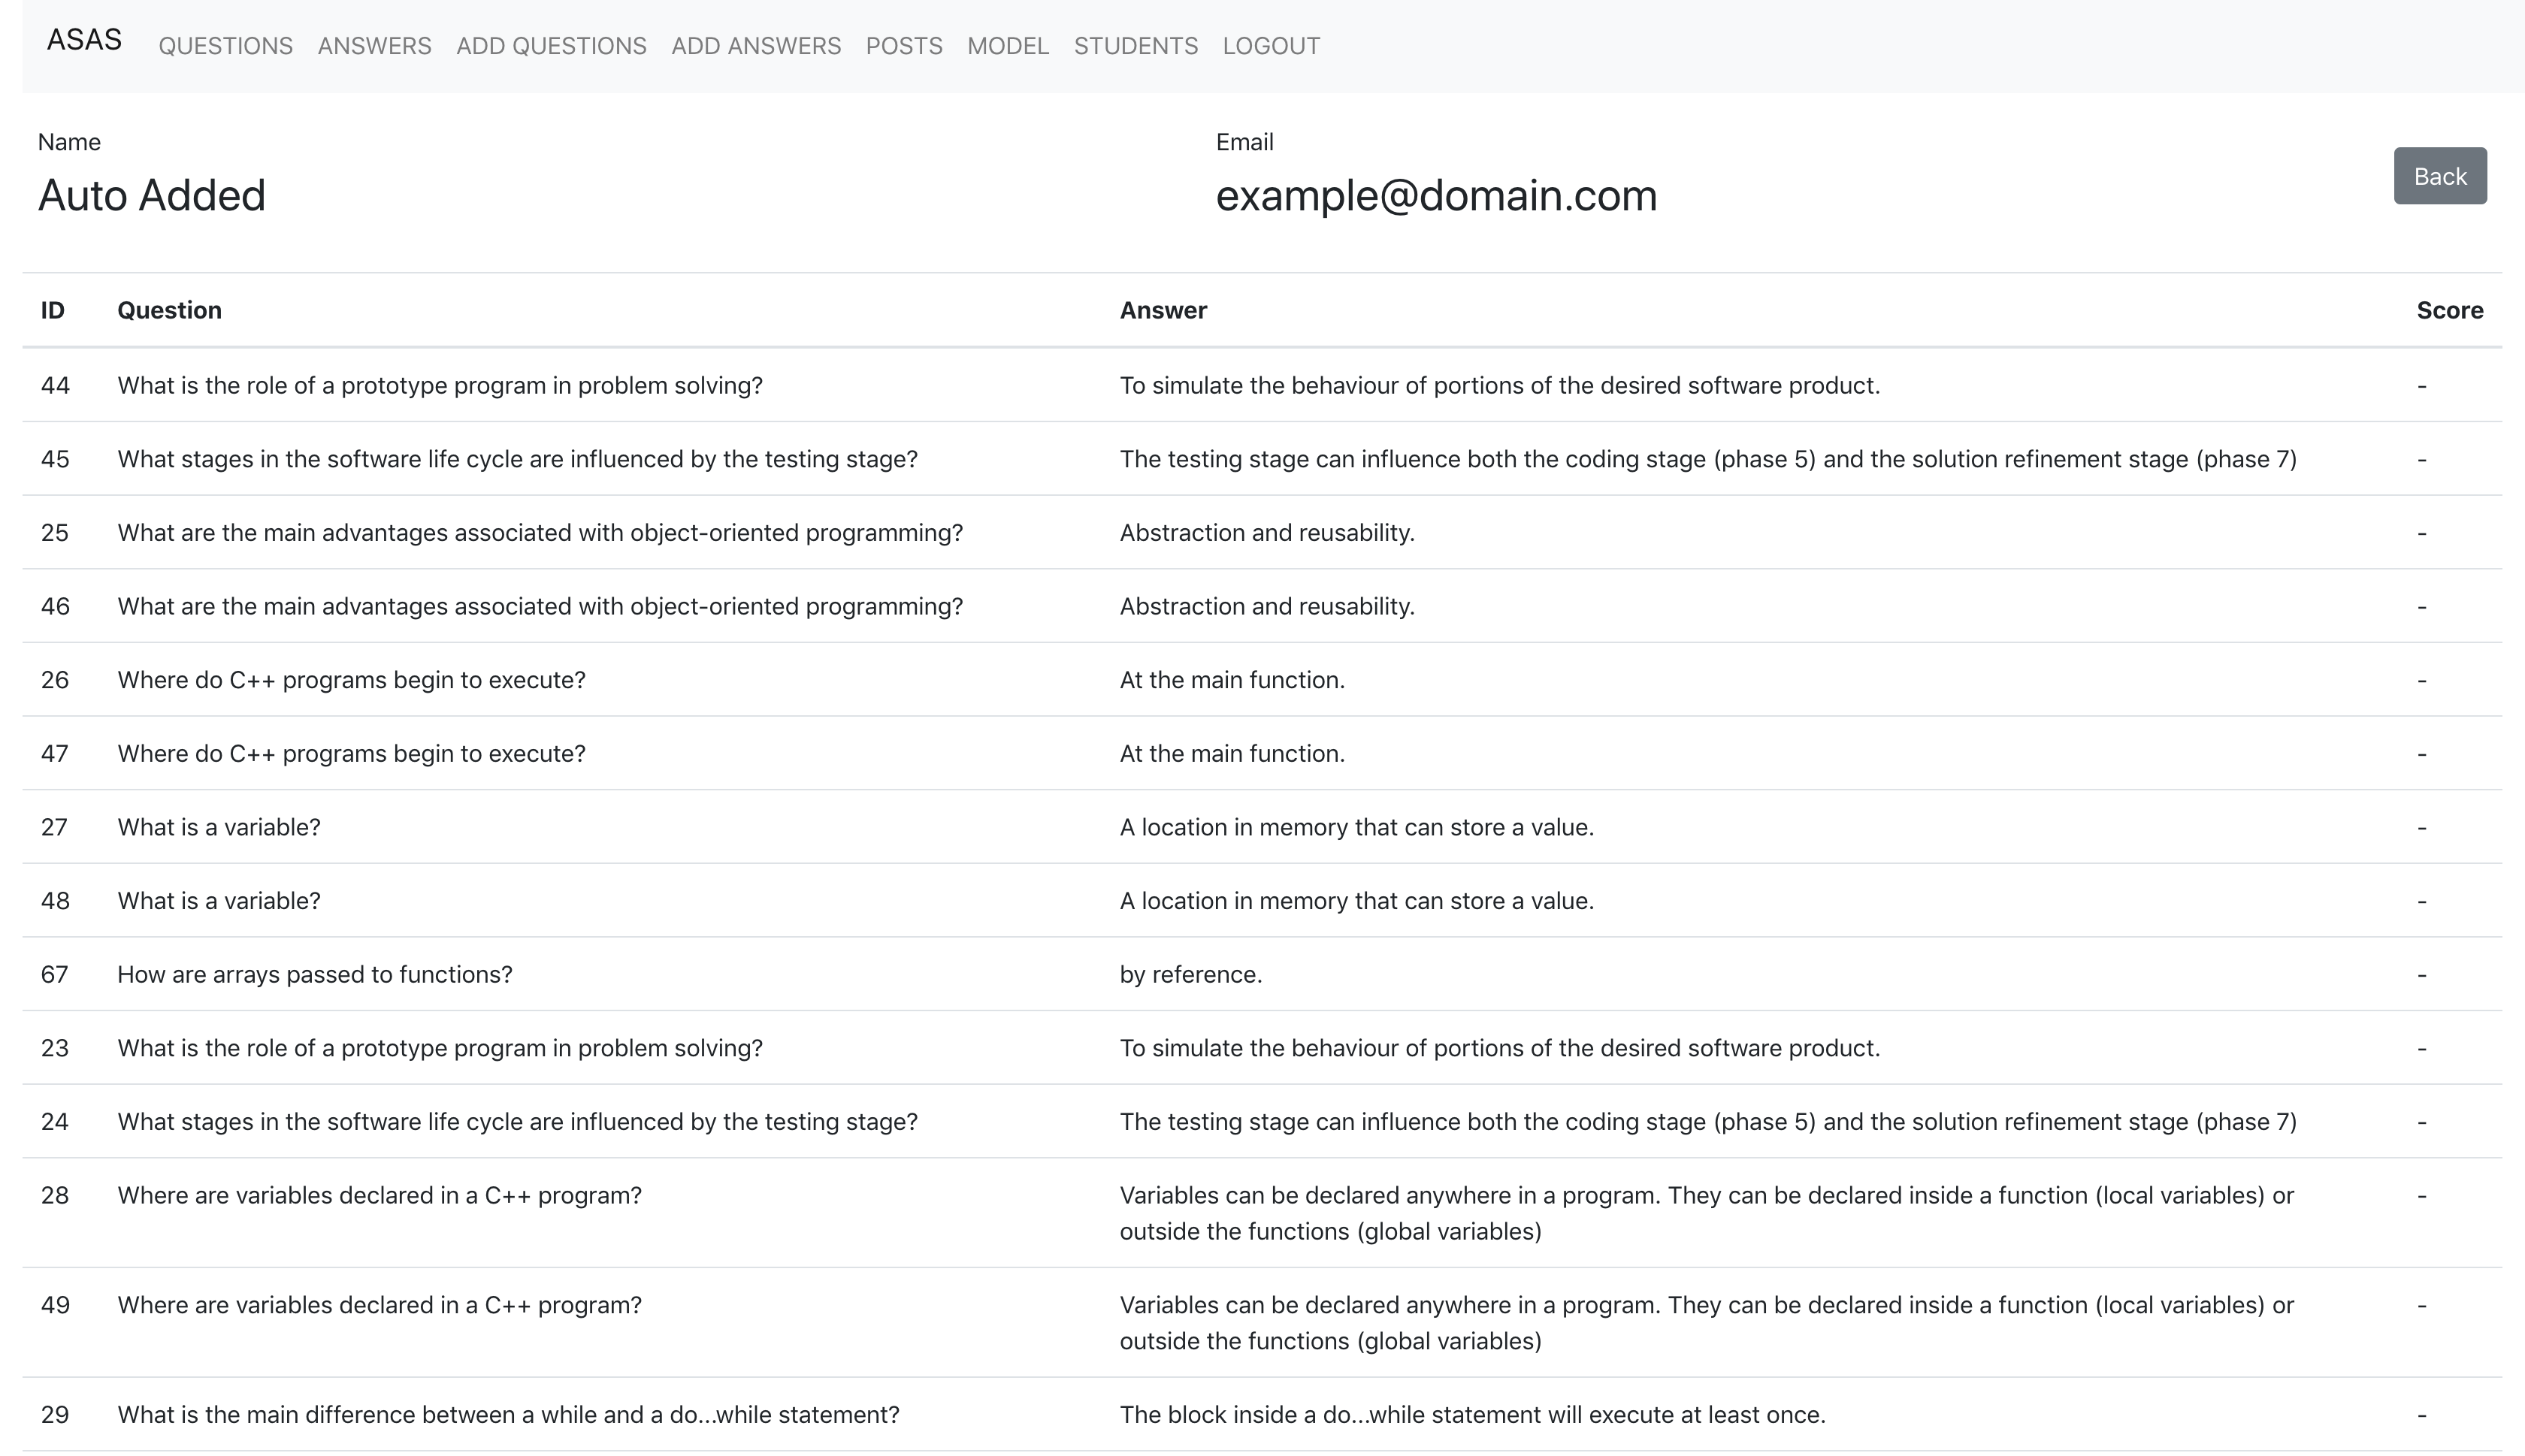 ASAS QUESTIONS ANSWERS ADD QUESTIONS ADD ANSWERS POSTS MODEL STUDENTS LOGOUT
Name Email
Auto Added example@domain.com Back
ID Question Answer Score
44 What is the role of a prototype program in problem solving? To simulate the behaviour of portions of the desired software product. -
45 What stages in the software life cycle are influenced by the testing stage? The testing stage can influence both the coding stage (phase 5) and the solution refinement stage (phase 7) -
25 What are the main advantages associated with object-oriented programming? Abstraction and reusability. -
46 What are the main advantages associated with object-oriented programming? Abstraction and reusability. -
26 Where do C++ programs begin to execute? At the main function. -
47 Where do C++ programs begin to execute? At the main function. -
27 What is a variable? A location in memory that can store a value. -
48 What is a variable? A location in memory that can store a value. -
67 How are arrays passed to functions? by reference. -
23 What is the role of a prototype program in problem solving? To simulate the behaviour of portions of the desired software product. -
24 What stages in the software life cycle are influenced by the testing stage? The testing stage can influence both the coding stage (phase 5) and the solution refinement stage (phase 7) -
28 Where are variables declared in a C++ program? Variables can be declared anywhere in a program. They can be declared inside a function (local variables) or -
outside the functions (global variables)
49 Where are variables declared in a C++ program? Variables can be declared anywhere in a program. They can be declared inside a function (local variables) or -
outside the functions (global variables)
29 What is the main difference between a while and a do...while statement? The block inside a do...while statement will execute at least once. -